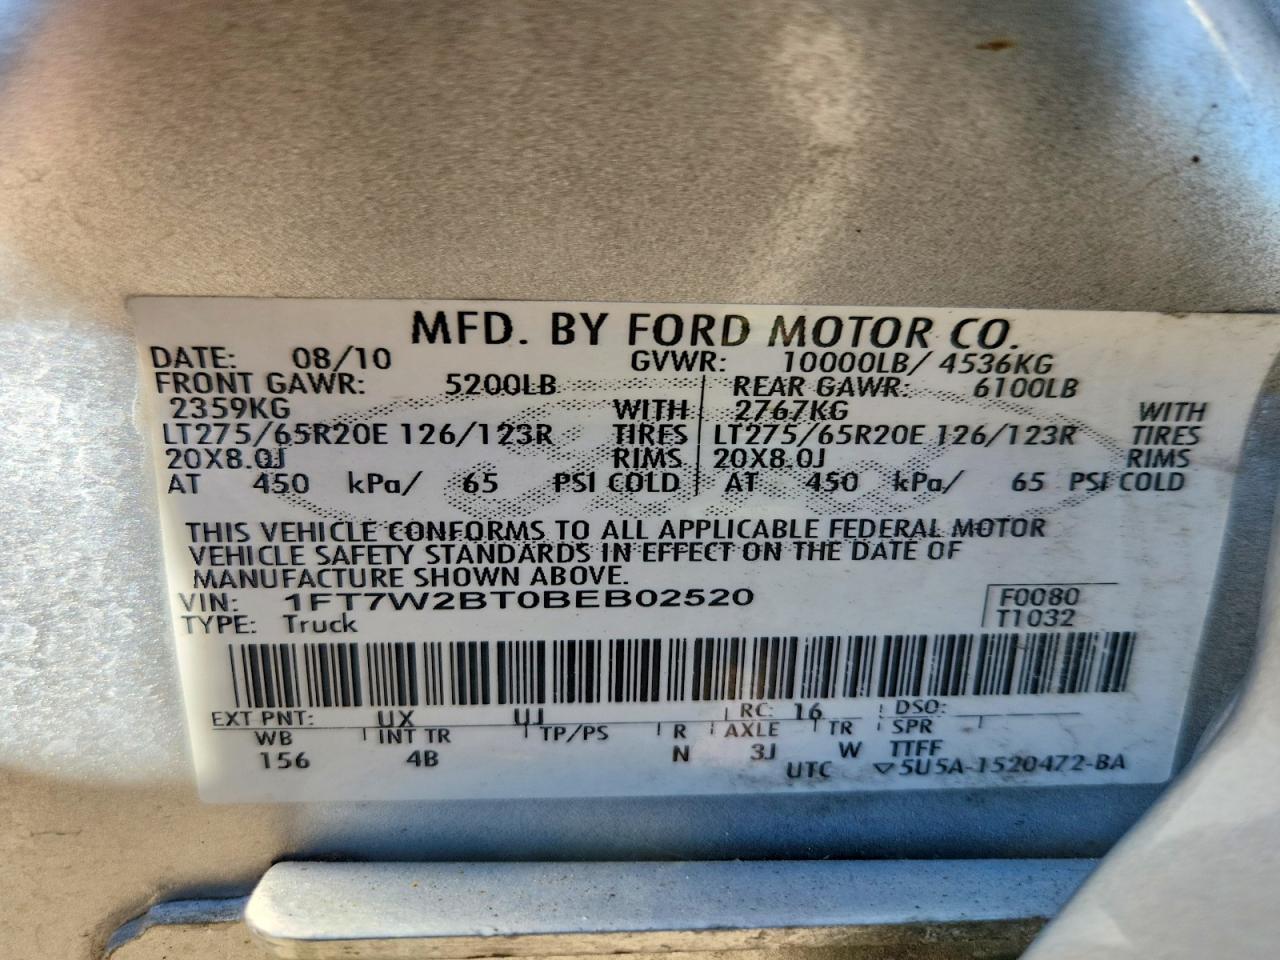 MFD. BY FORD MOTOR CO.
DATE: 08/10 GVWR: 10000LB/ 4536KG
FRONT GAWR: 5200LB REAR GAWR: 6100LB
2359KG WITH 2767KG WITH
LT275/65R20E 126/123R TIRES LT275/65R20E 126/123R TIRES
20X8.0J RIMS 20X8.0J RIMS
AT 450 kPa/ 65 PSI COLD AT 450 kPa/ 65 PSI COLD
THIS VEHICLE CONFORMS TO ALL APPLICABLE FEDERAL MOTOR
VEHICLE SAFETY STANDARDS IN EFFECT ON THE DATE OF
MANUFACTURE SHOWN ABOVE.
VIN: 1FT7W2BT0BEB02520 F0080
TYPE: Truck T1032
EXT PNT: UX UJ RC: 16 DSO:
WB INT TR TP/PS R AXLE TR SPR
156 4B N 3J W TTFF
UTC ▽5U5A-1520472-BA